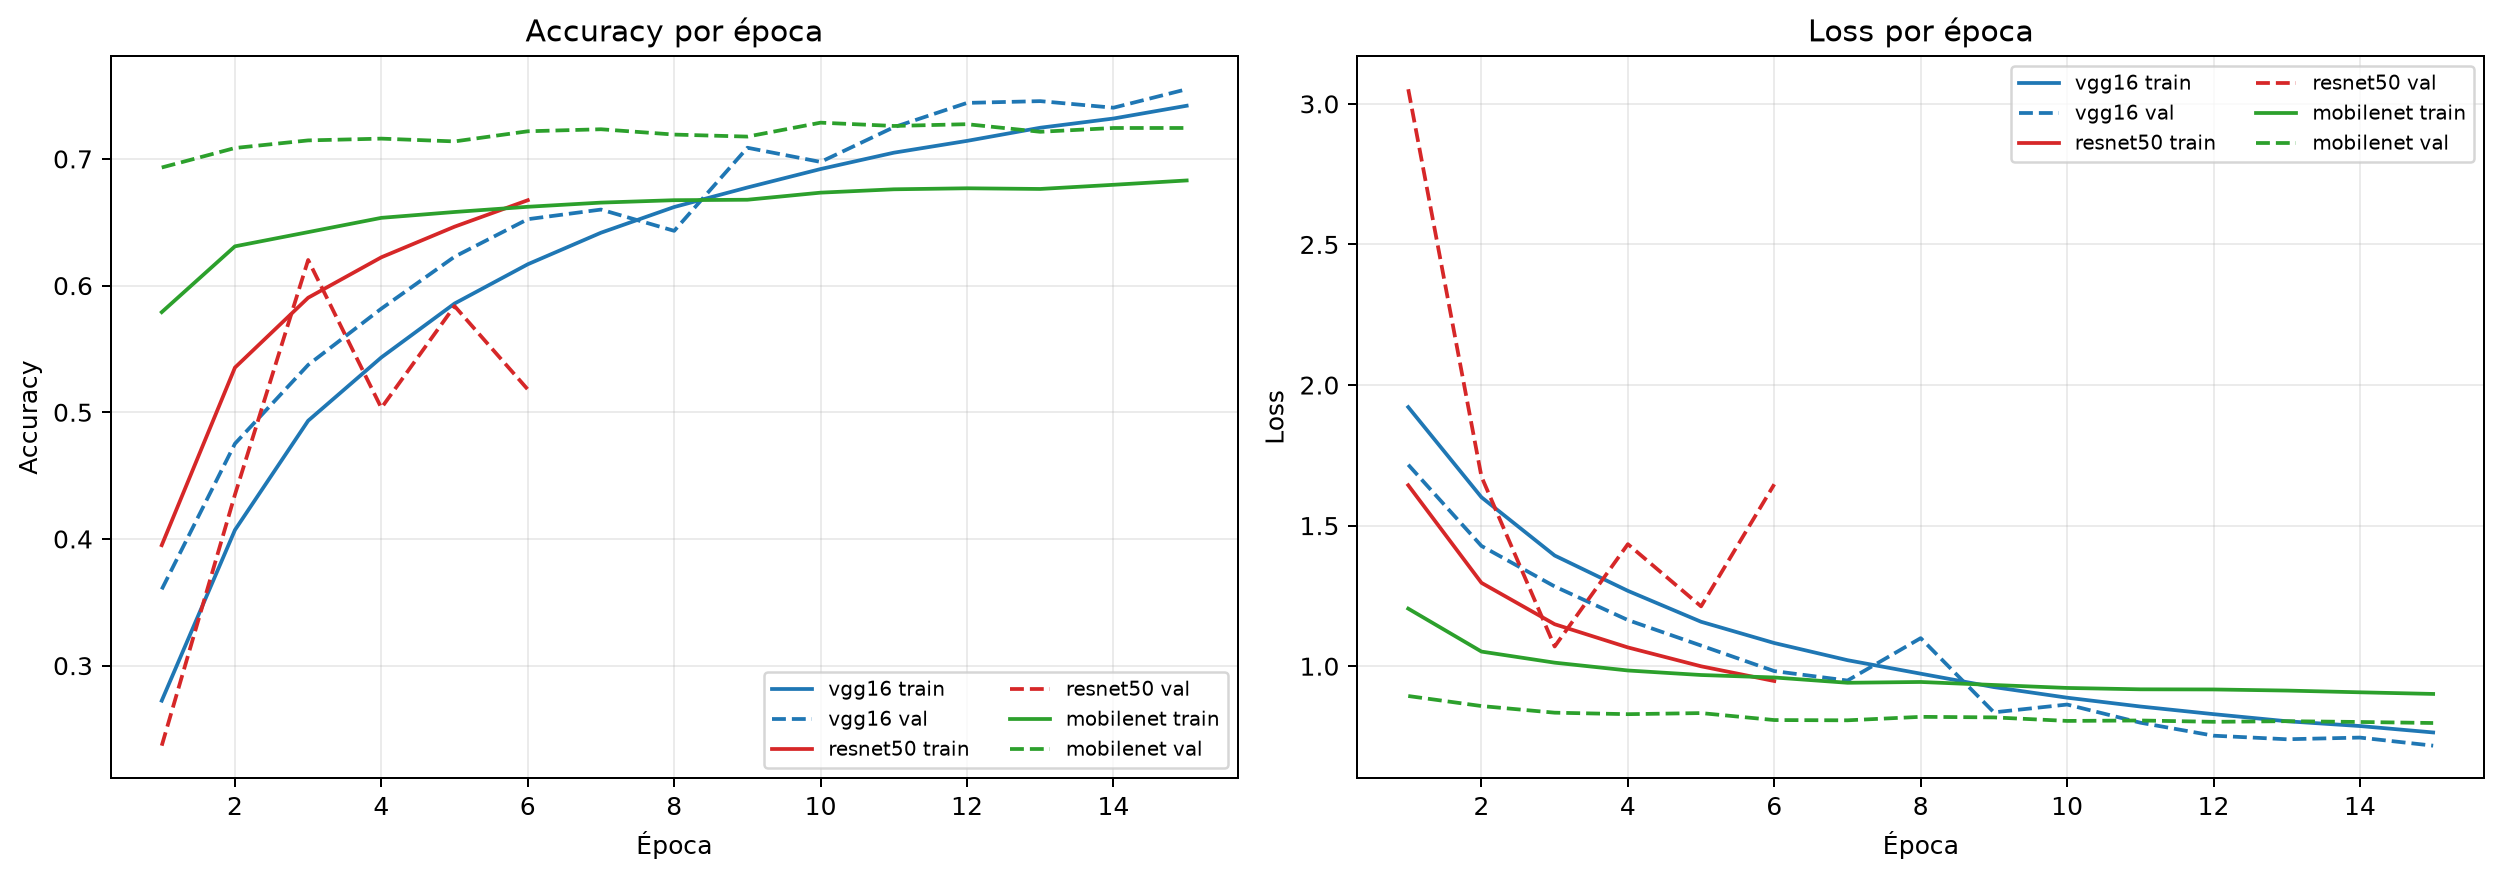 Accuracy por época
Accuracy
0.7
0.6
0.5
0.4
0.3
2 4 6 8 10 12 14
Época
vgg16 train
vgg16 val
resnet50 train
resnet50 val
mobilenet train
mobilenet val
Loss por época
Loss
3.0
2.5
2.0
1.5
1.0
2 4 6 8 10 12 14
Época
vgg16 train
vgg16 val
resnet50 train
resnet50 val
mobilenet train
mobilenet val